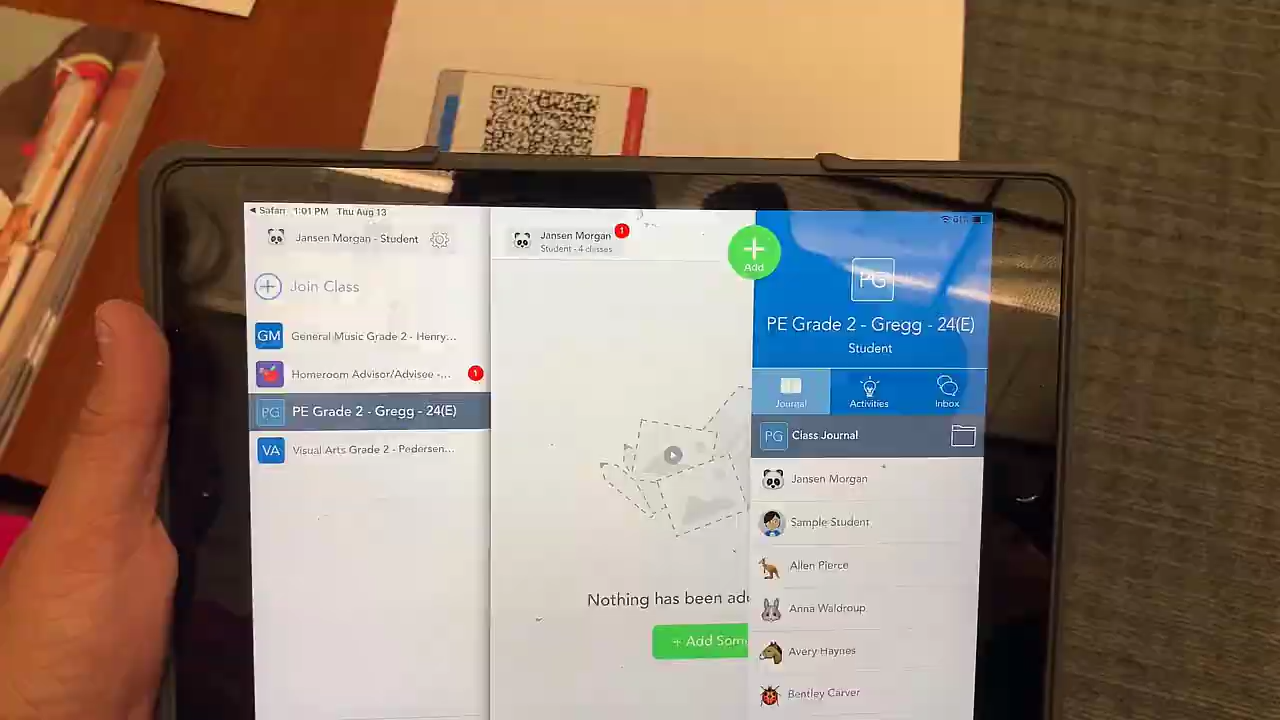 Safari 1:01 PM Thu Aug 13
Jansen Morgan - Student
Join Class
GM General Music Grade 2 - Henry...
Homeroom Advisor/Advisee -... 1
PG PE Grade 2 - Gregg - 24(E)
VA Visual Arts Grade 2 - Pedersen...
Jansen Morgan 1
Student - 4 classes
Nothing has been add
+ Add Som
Add
PG
PE Grade 2 - Gregg - 24(E)
Student
Journal Activities Inbox
PG Class Journal
Jansen Morgan
Sample Student
Allen Pierce
Anna Waldroup
Avery Haynes
Bentley Carver